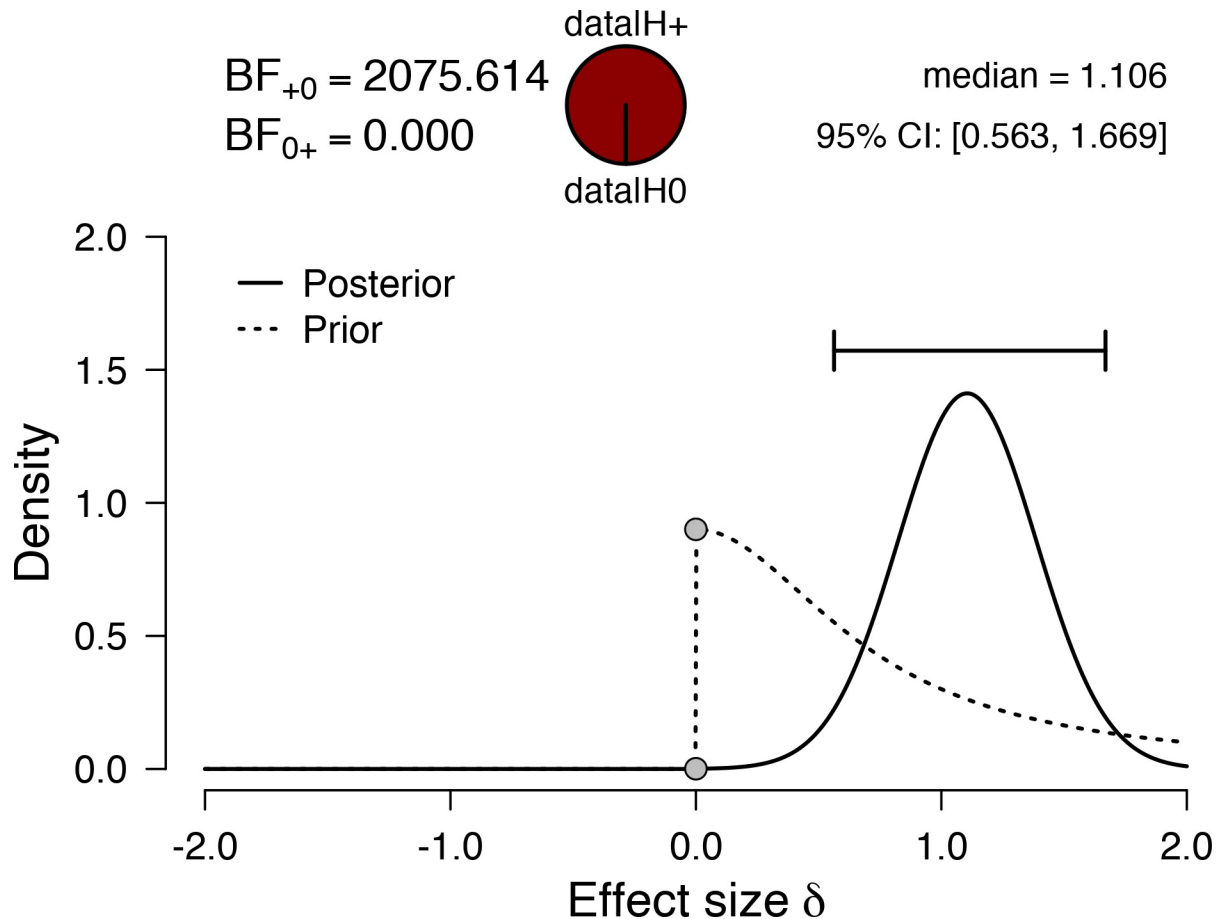 data|H+
BF+0 = 2075.614
BF0+ = 0.000
data|H0
median = 1.106
95% CI: [0.563, 1.669]
Posterior
Prior
Density
2.0
1.5
1.0
0.5
0.0
-2.0 -1.0 0.0 1.0 2.0
Effect size δ